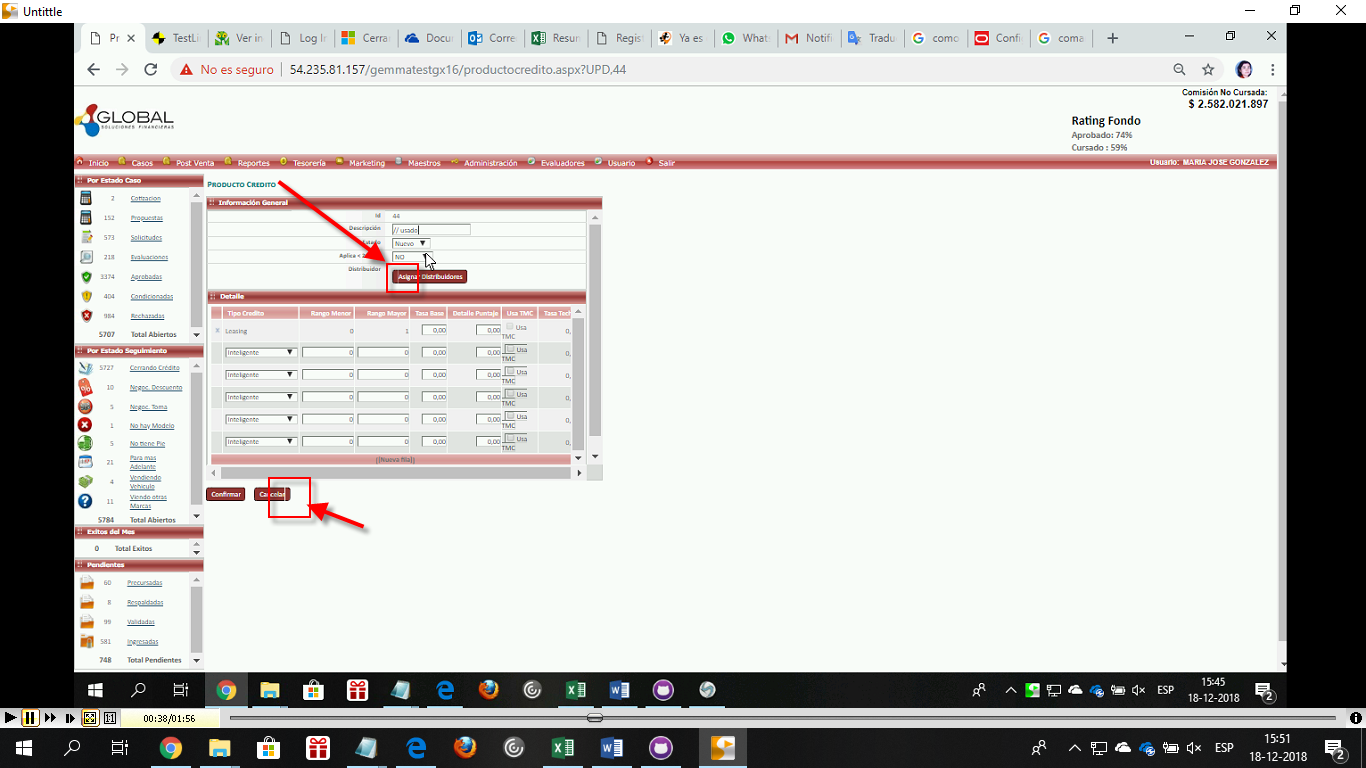 Untittle
Pr
TestLi
Ver in
Log In
Cerrar
Docu
Corre
Resun
Regis
Ya es
What
Notifi
Tradu
como
Confi
coma
No es seguro | 54.235.81.157/gemmatestgx16/productocredito.aspx?UPD,44
GLOBAL
SOLUCIONES FINANCIERAS
Comisión No Cursada:
$ 2.582.021.897
Rating Fondo
Aprobado: 74%
Cursado : 59%
Inicio Casos Post Venta Reportes Tesorería Marketing Maestros Administración Evaluadores Usuario Salir Usuario: MARIA JOSE GONZALEZ
Por Estado Caso
2 Cotizacion
152 Propuestas
573 Solicitudes
218 Evaluaciones
3374 Aprobadas
404 Condicionadas
984 Rechazadas
5707 Total Abiertos
Por Estado Seguimiento
5727 Cerrando Crédito
10 Negoc. Descuento
5 Negoc. Toma
1 No hay Modelo
5 No tiene Pie
21 Para mas Adelante
4 Vendiendo Vehiculo
11 Viendo otras Marcas
5784 Total Abiertos
Exitos del Mes
0 Total Exitos
Pendientes
60 Precursadas
8 Respaldadas
99 Validadas
581 Ingresadas
748 Total Pendientes
PRODUCTO CREDITO
Información General
Id 44
Descripción // usado
Nuevo
Aplica < NO
Distribuidor Asignar Distribuidores
Detalle
Tipo Credito Rango Menor Rango Mayor Tasa Base Detalle Puntaje Usa TMC Tasa Tech
Leasing 0 1 0,00 0,00 Usa TMC 0,
Inteligente 0 0 0,00 0,00 Usa TMC 0,
Inteligente 0 0 0,00 0,00 Usa TMC 0,
Inteligente 0 0 0,00 0,00 Usa TMC 0,
Inteligente 0 0 0,00 0,00 Usa TMC 0,
Inteligente 0 0 0,00 0,00 Usa TMC 0,
[[Nueva fila]]
Confirmar Cancelar
ESP
15:45
18-12-2018
2
00:38/01:56
ESP
15:51
18-12-2018
2